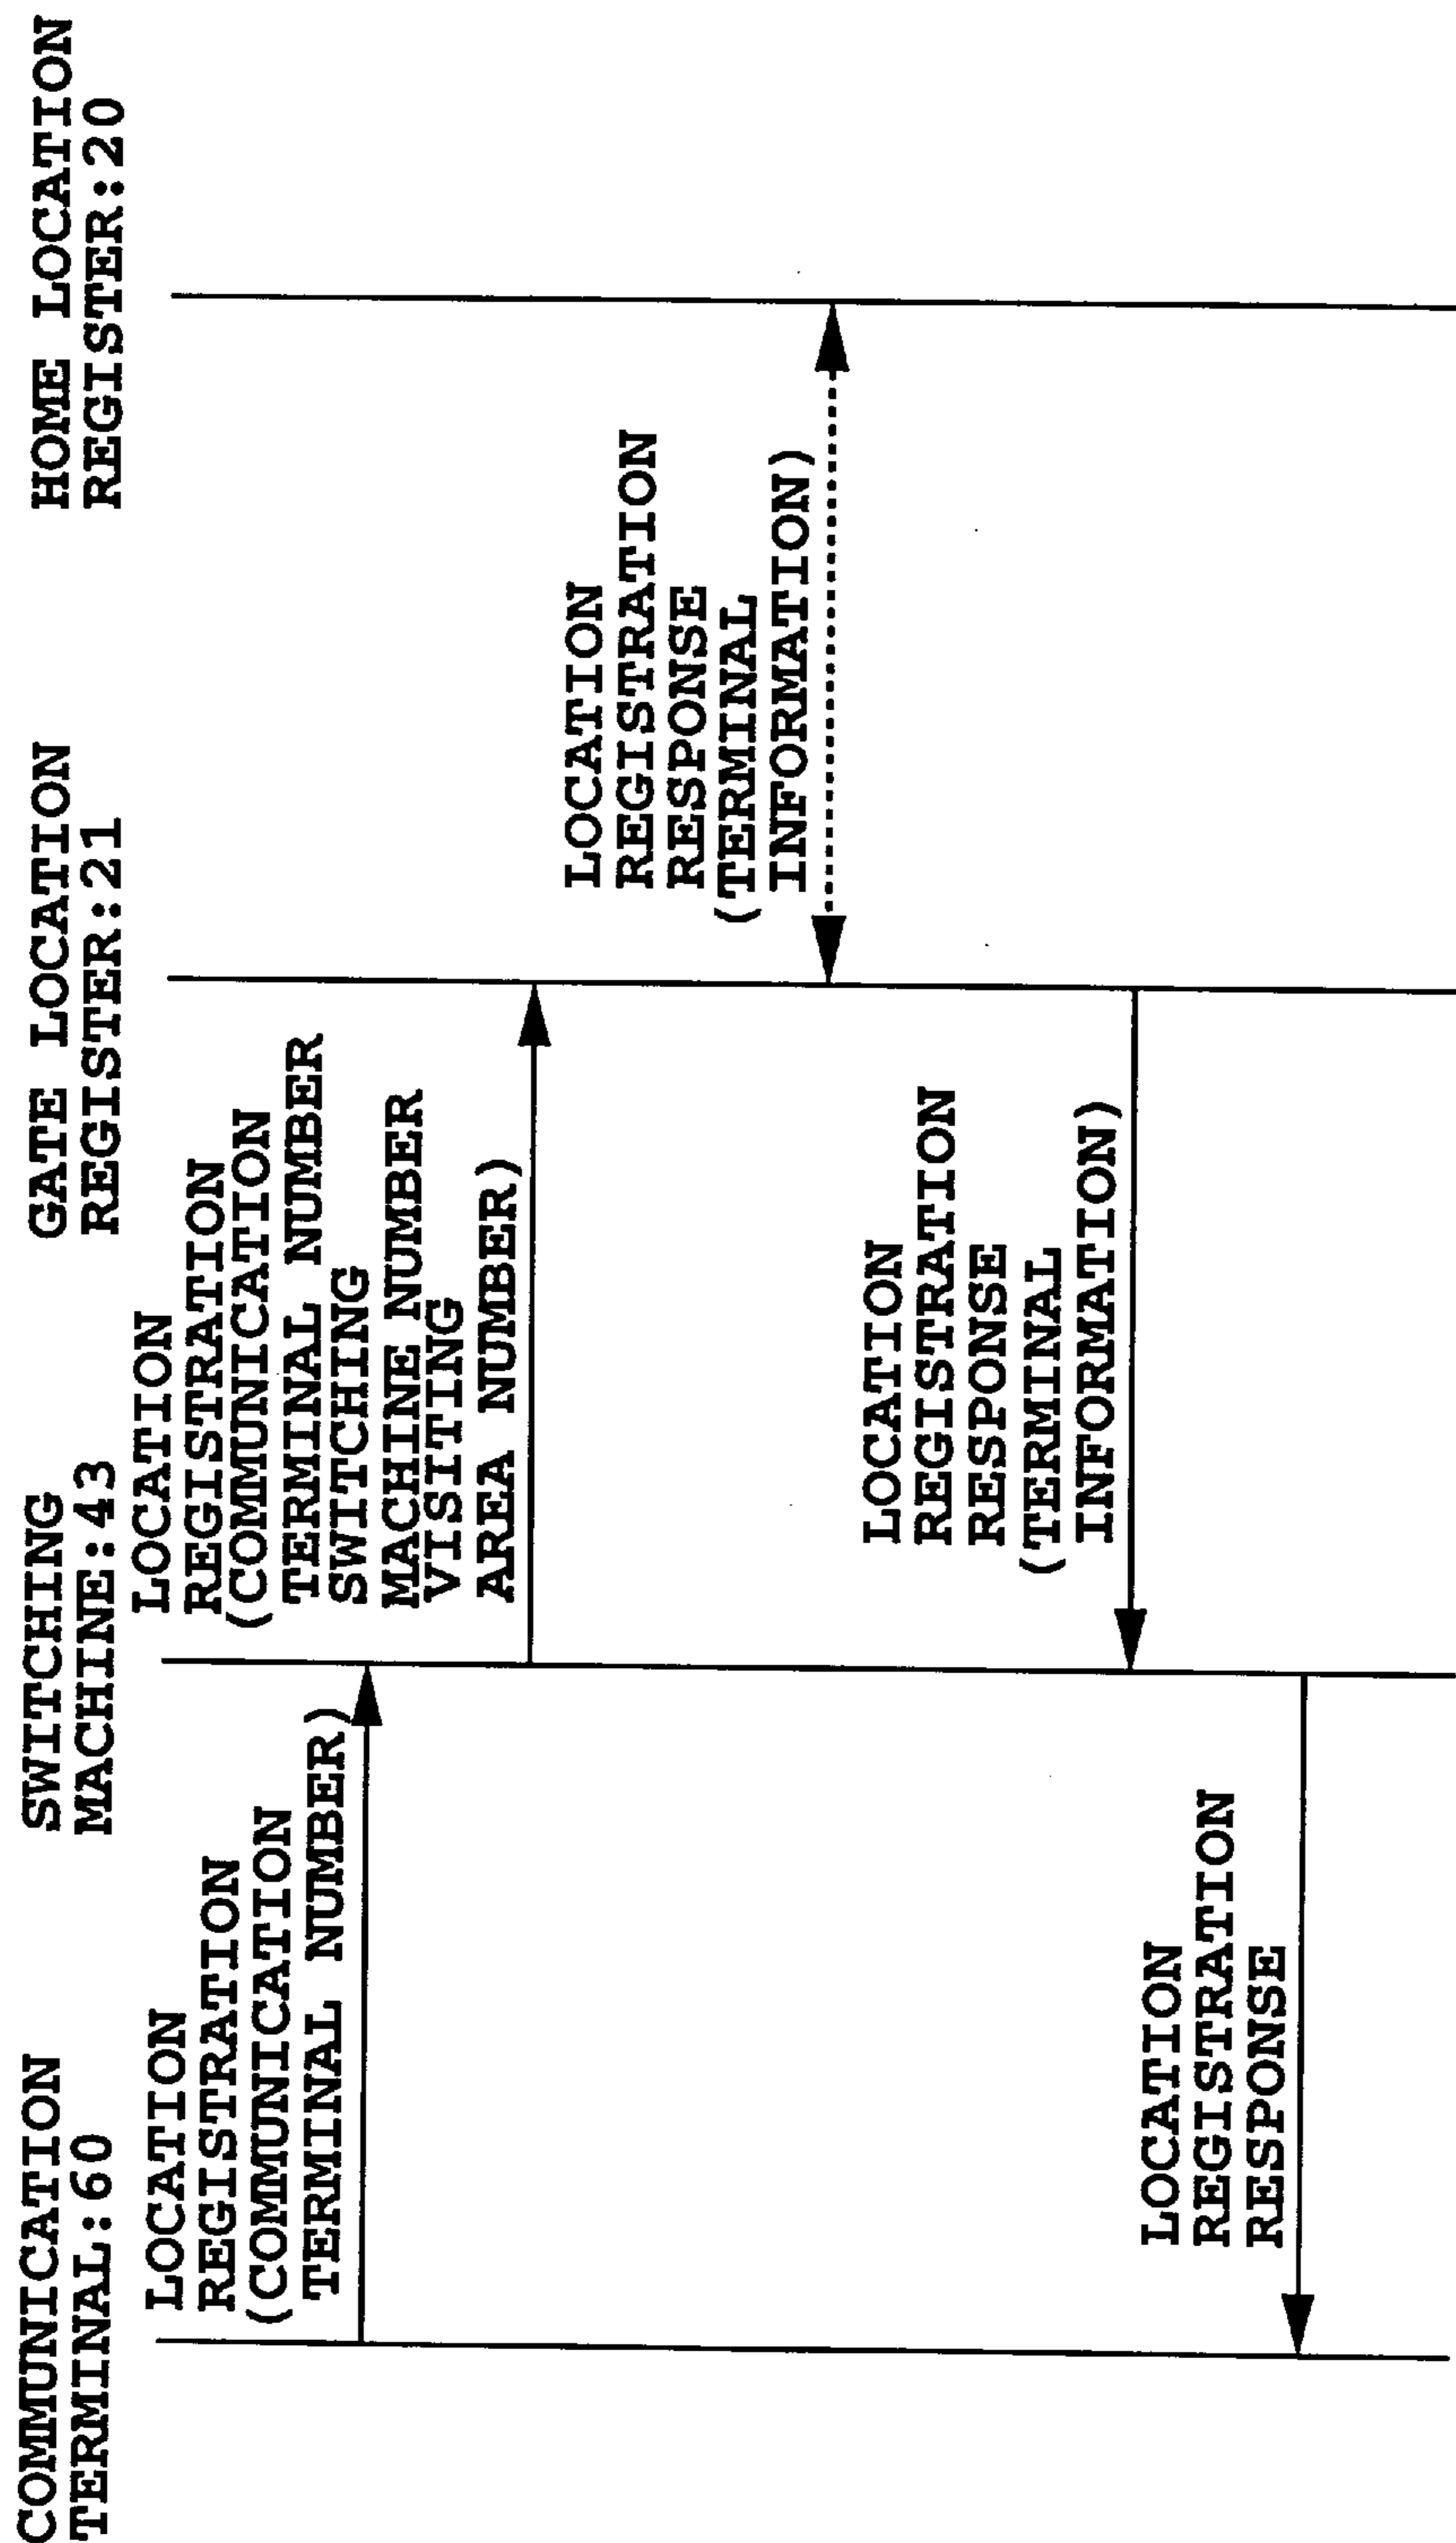 COMMUNICATION
TERMINAL:60
SWITCHING
MACHINE:43
GATE LOCATION
REGISTER:21
HOME LOCATION
REGISTER:20
LOCATION
REGISTRATION
(COMMUNICATION
TERMINAL NUMBER)
LOCATION
REGISTRATION
(COMMUNICATION
TERMINAL NUMBER
SWITCHING
MACHINE NUMBER
VISITING
AREA NUMBER)
LOCATION
REGISTRATION
RESPONSE
(TERMINAL
INFORMATION)
LOCATION
REGISTRATION
RESPONSE
(TERMINAL
INFORMATION)
LOCATION
REGISTRATION
RESPONSE